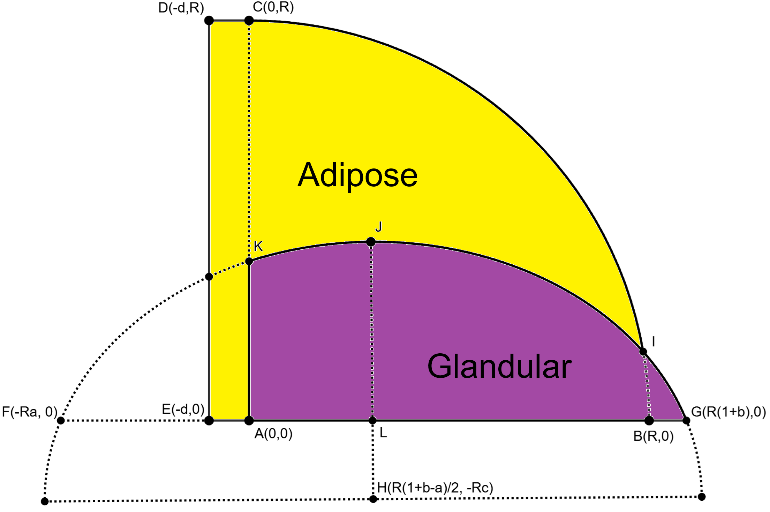 D(-d,R)
C(0,R)
Adipose
J
K
I
Glandular
F(-Ra, 0)
E(-d,0)
A(0,0)
L
B(R,0)
G(R(1+b),0)
H(R(1+b-a)/2, -Rc)